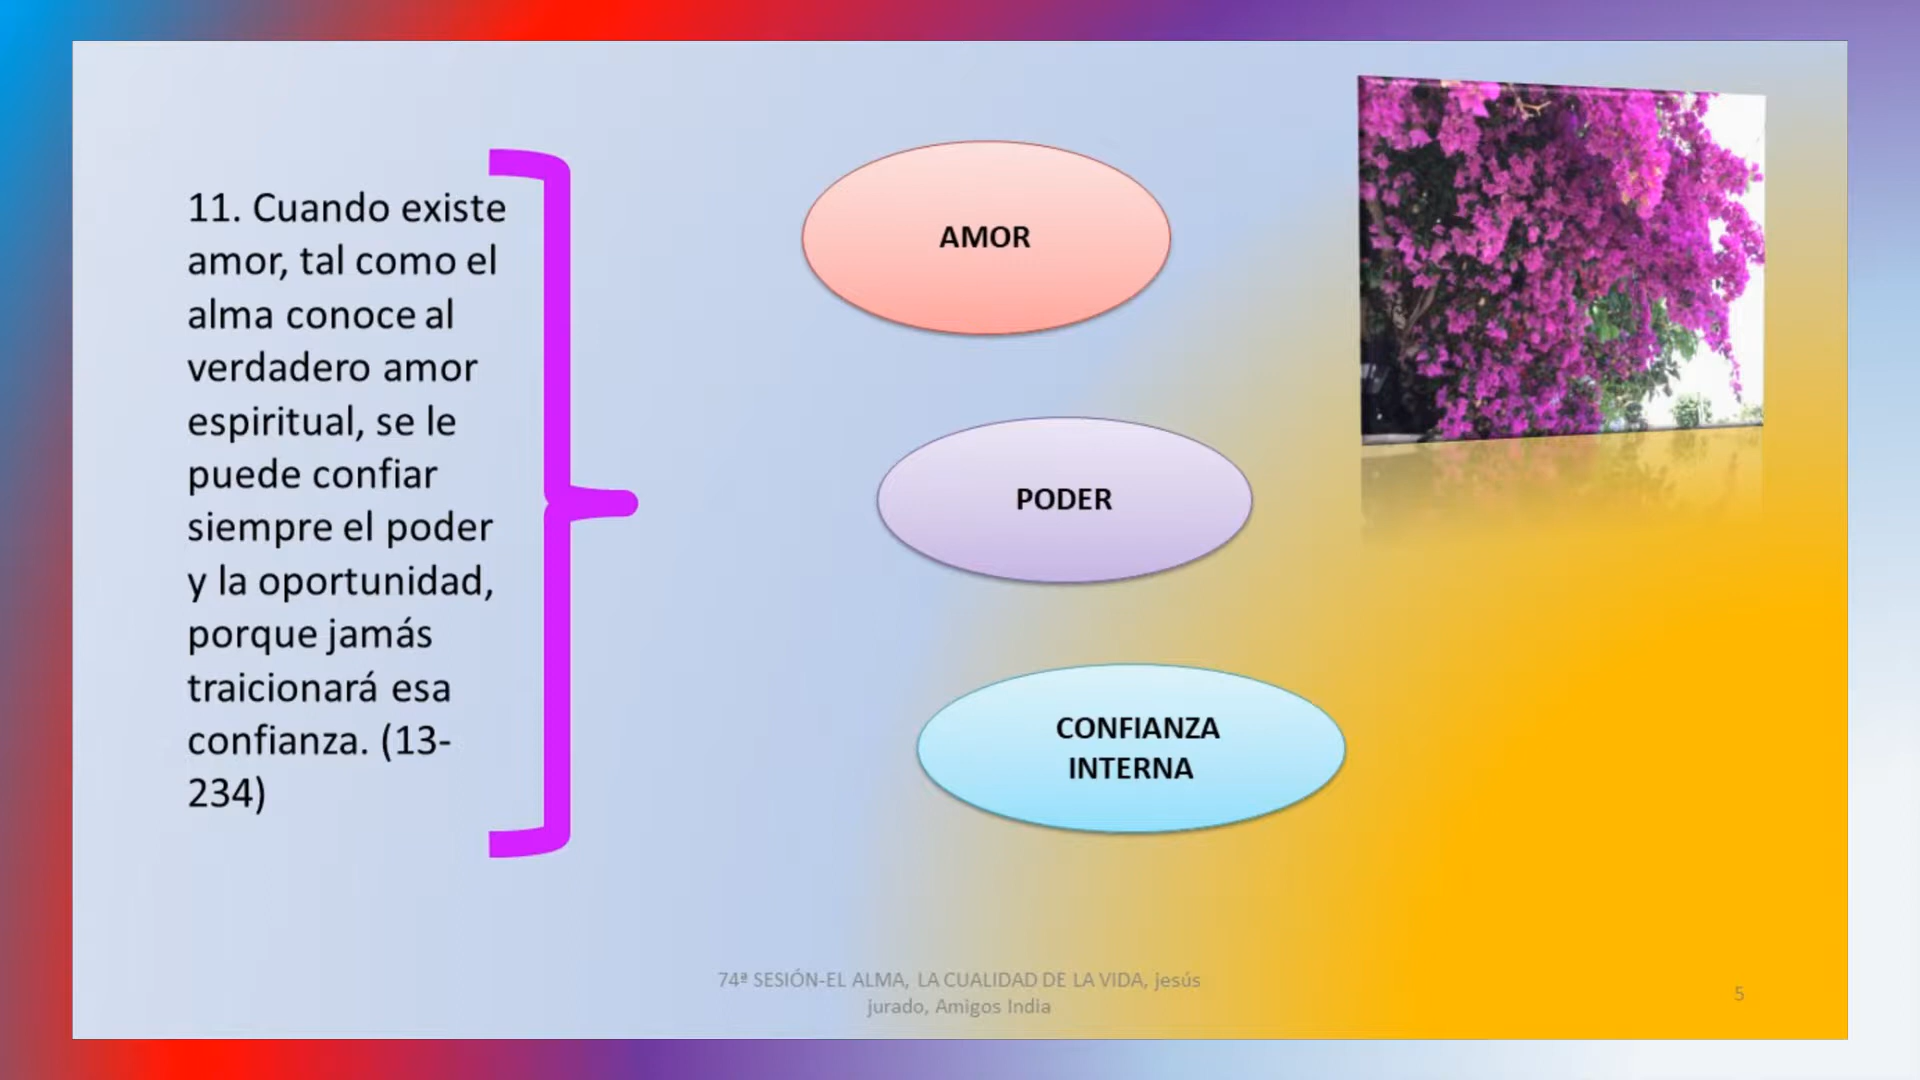 11. Cuando existe
amor, tal como el
alma conoce al
verdadero amor
espiritual, se le
puede confiar
siempre el poder
y la oportunidad,
porque jamás
traicionará esa
confianza. (13-
234)
AMOR
PODER
CONFIANZA
INTERNA
74ª SESIÓN-EL ALMA, LA CUALIDAD DE LA VIDA, jesús
jurado, Amigos India
5